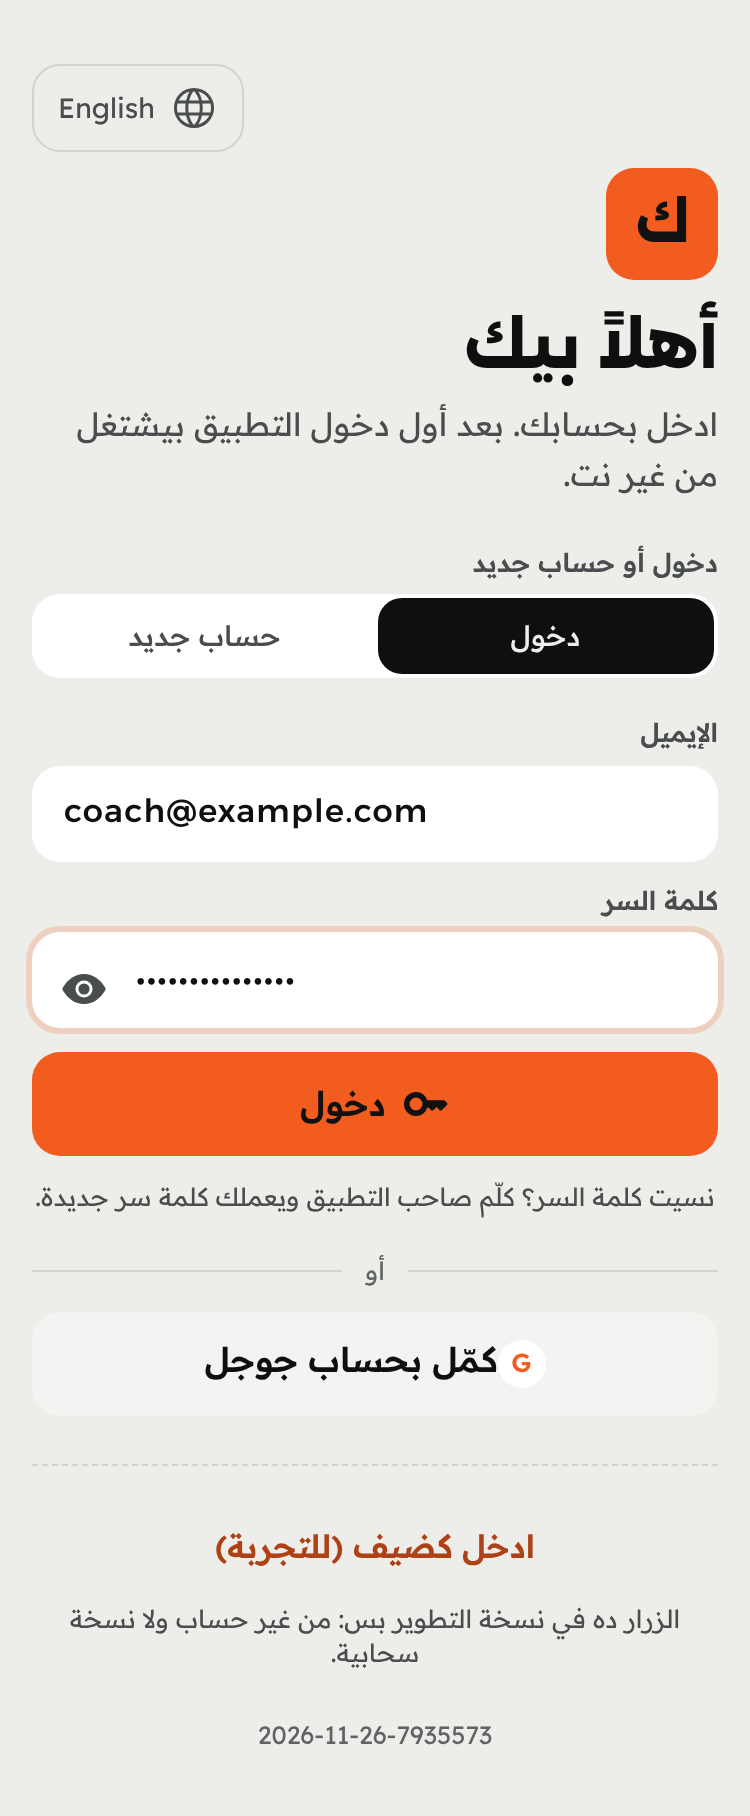 English
ك
أهلاً بيك
ادخل بحسابك. بعد أول دخول التطبيق بيشتغل
من غير نت.
دخول أو حساب جديد
دخول
حساب جديد
الإيميل
coach@example.com
كلمة السر
•••••••••••••••
دخول
نسيت كلمة السر؟ كلّم صاحب التطبيق ويعملك كلمة سر جديدة.
أو
G كمّل بحساب جوجل
ادخل كضيف (للتجربة)
الزرار ده في نسخة التطوير بس: من غير حساب ولا نسخة
سحابية.
2026-11-26-7935573